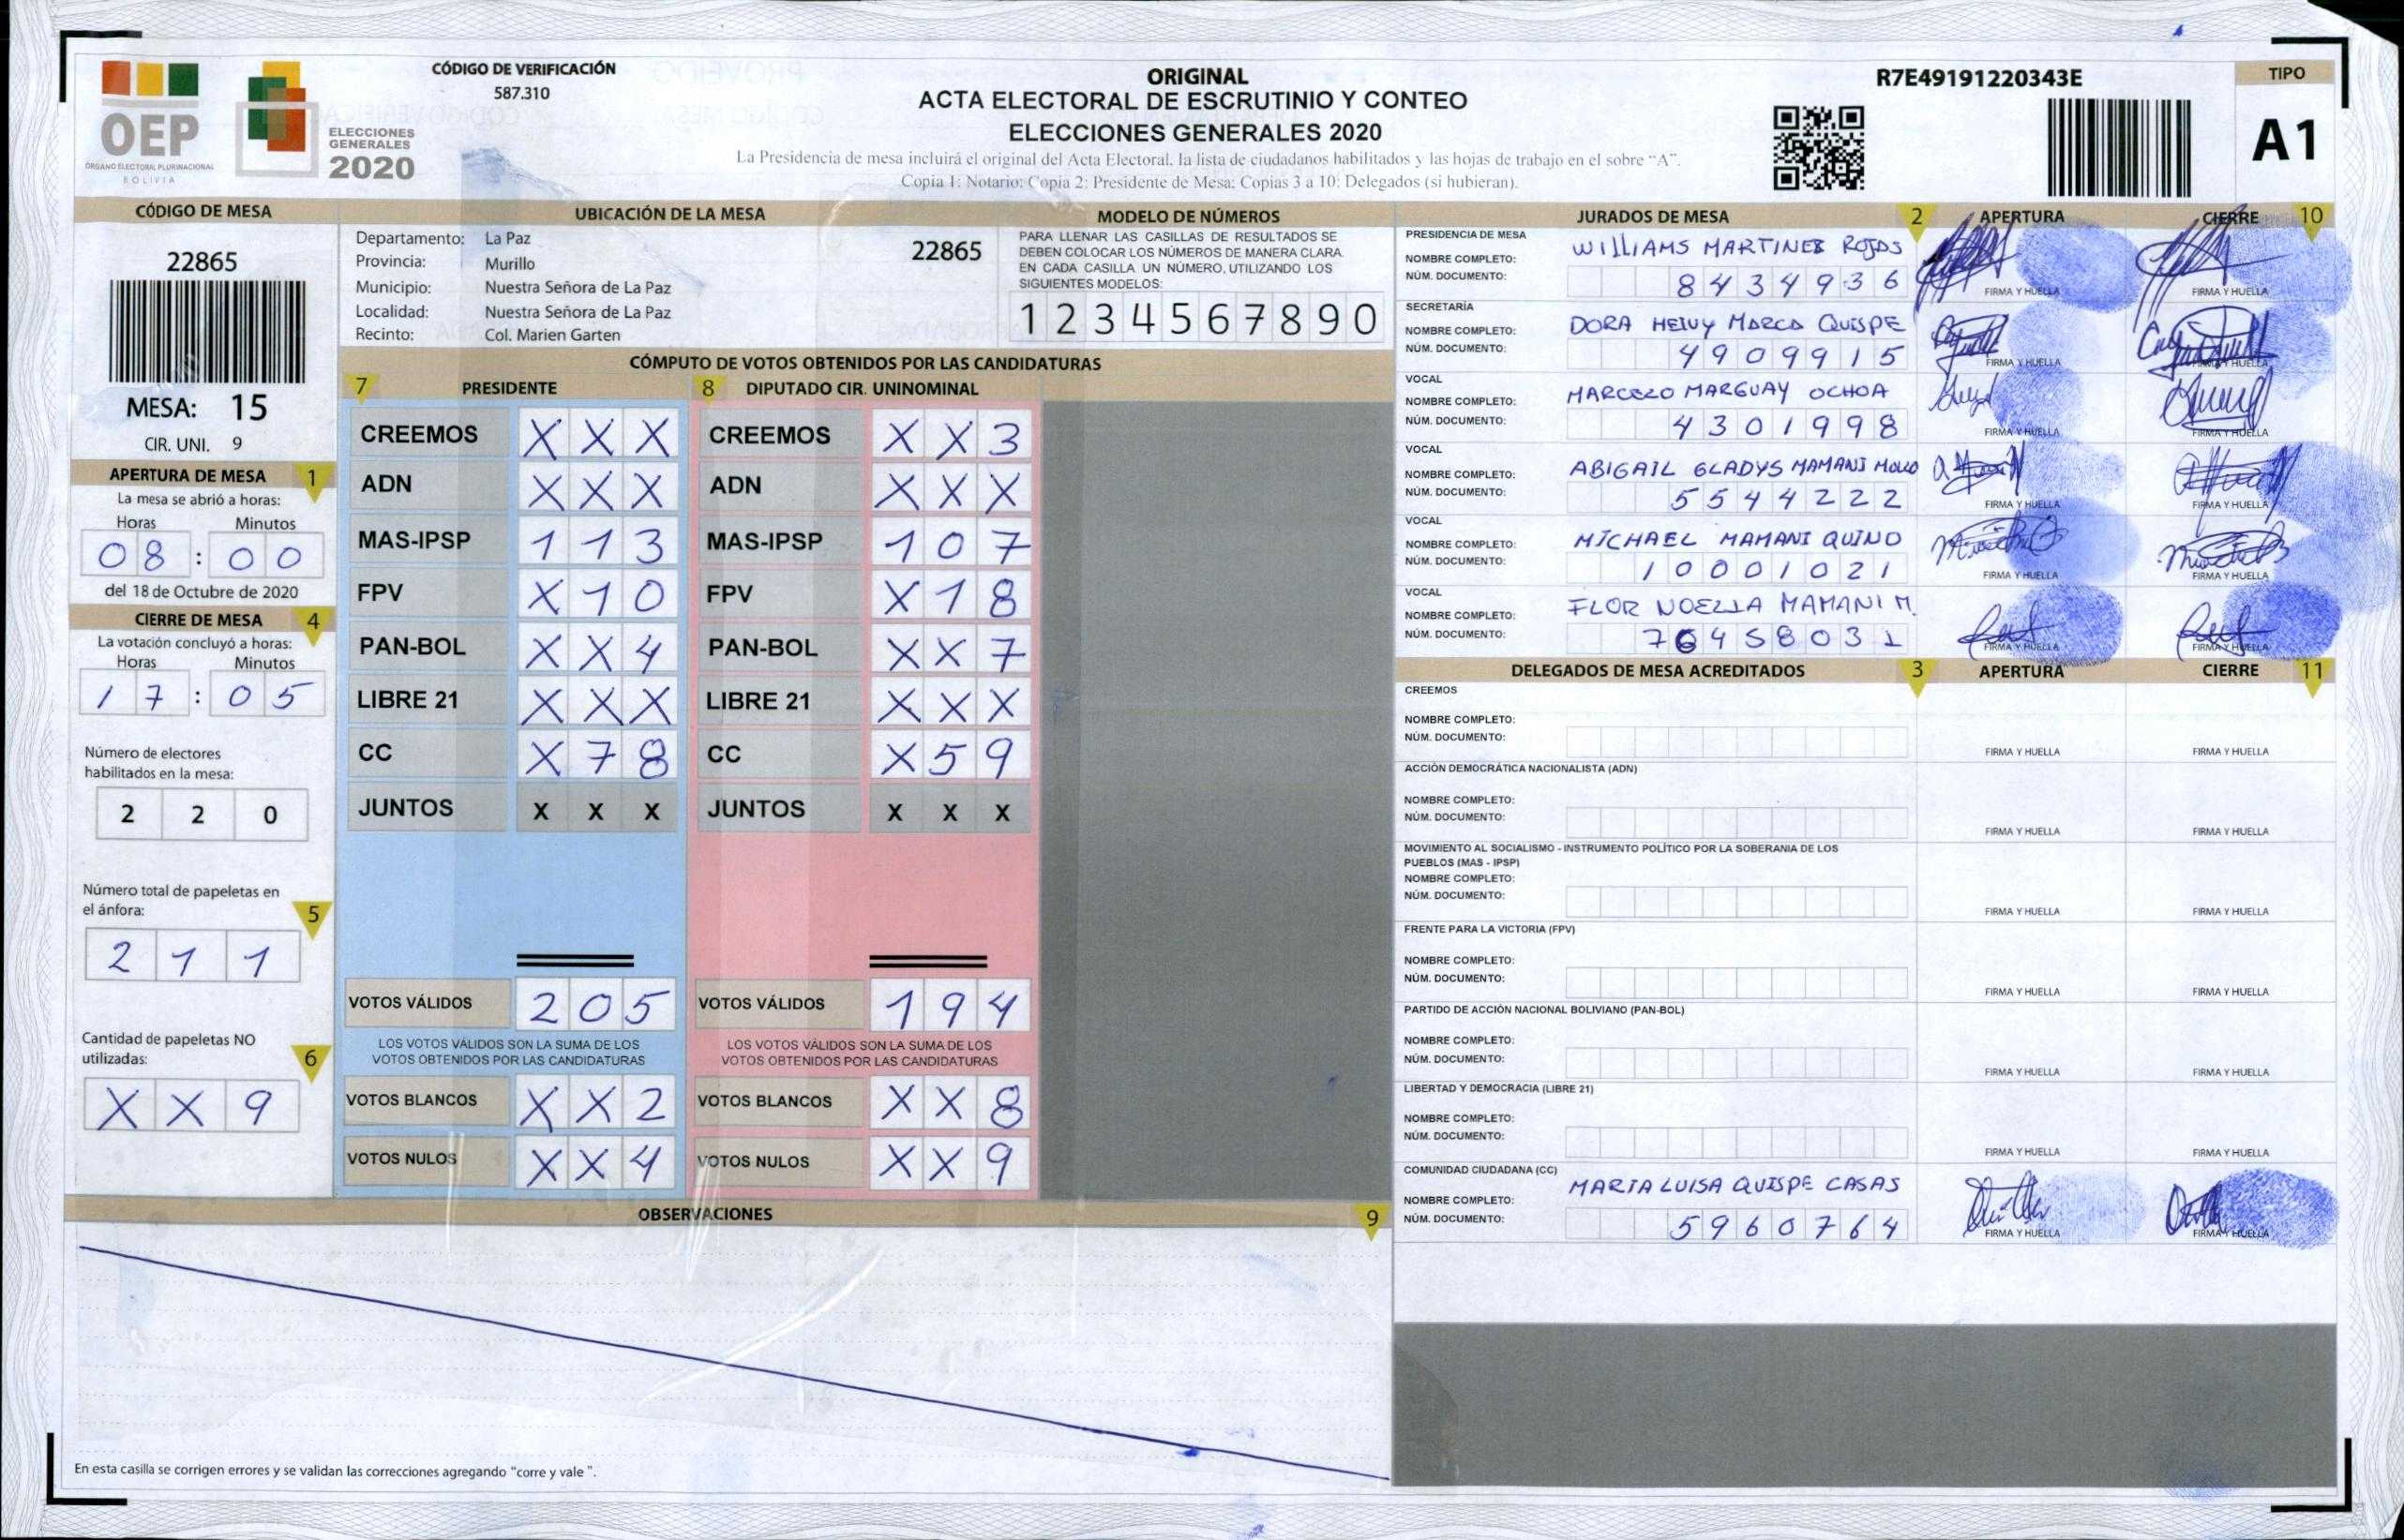 OEP
ÓRGANO ELECTORAL PLURINACIONAL
BOLIVIA
ELECCIONES
GENERALES
2020
CÓDIGO DE VERIFICACIÓN
587.310
ORIGINAL
ACTA ELECTORAL DE ESCRUTINIO Y CONTEO
ELECCIONES GENERALES 2020
La Presidencia de mesa incluirá el original del Acta Electoral, la lista de ciudadanos habilitados y las hojas de trabajo en el sobre "A".
Copia 1: Notario; Copia 2: Presidente de Mesa; Copias 3 a 10: Delegados (si hubieran).
R7E49191220343E
TIPO
A1
CÓDIGO DE MESA
22865
MESA: 15
CIR. UNI. 9
APERTURA DE MESA 1
La mesa se abrió a horas:
Horas Minutos
08 : 00
del 18 de Octubre de 2020
CIERRE DE MESA 4
La votación concluyó a horas:
Horas Minutos
17 : 05
Número de electores
habilitados en la mesa:
2 2 0
Número total de papeletas en
el ánfora: 5
2 1 1
Cantidad de papeletas NO
utilizadas: 6
X X 9
UBICACIÓN DE LA MESA
Departamento: La Paz 22865
Provincia: Murillo
Municipio: Nuestra Señora de La Paz
Localidad: Nuestra Señora de La Paz
Recinto: Col. Marien Garten
MODELO DE NÚMEROS
PARA LLENAR LAS CASILLAS DE RESULTADOS SE
DEBEN COLOCAR LOS NÚMEROS DE MANERA CLARA.
EN CADA CASILLA UN NÚMERO, UTILIZANDO LOS
SIGUIENTES MODELOS:
1 2 3 4 5 6 7 8 9 0
CÓMPUTO DE VOTOS OBTENIDOS POR LAS CANDIDATURAS
7 PRESIDENTE 8 DIPUTADO CIR. UNINOMINAL
CREEMOS X X X CREEMOS X X 3
ADN X X X ADN X X X
MAS-IPSP 1 1 3 MAS-IPSP 1 0 7
FPV X 1 0 FPV X 1 8
PAN-BOL X X 4 PAN-BOL X X 7
LIBRE 21 X X X LIBRE 21 X X X
CC X 7 8 CC X 5 9
JUNTOS X X X JUNTOS X X X
VOTOS VÁLIDOS 2 0 5 VOTOS VÁLIDOS 1 9 4
LOS VOTOS VÁLIDOS SON LA SUMA DE LOS LOS VOTOS VÁLIDOS SON LA SUMA DE LOS
VOTOS OBTENIDOS POR LAS CANDIDATURAS VOTOS OBTENIDOS POR LAS CANDIDATURAS
VOTOS BLANCOS X X 2 VOTOS BLANCOS X X 8
VOTOS NULOS X X 4 VOTOS NULOS X X 9
OBSERVACIONES 9
En esta casilla se corrigen errores y se validan las correcciones agregando "corre y vale ".
JURADOS DE MESA 2 APERTURA CIERRE 10
PRESIDENCIA DE MESA
NOMBRE COMPLETO: WILLIAMS MARTINEZ ROJAS
NÚM. DOCUMENTO: 8434936 FIRMA Y HUELLA FIRMA Y HUELLA
SECRETARÍA
NOMBRE COMPLETO: DORA HEIVY MARCA QUISPE
NÚM. DOCUMENTO: 4909915 FIRMA Y HUELLA FIRMA Y HUELLA
VOCAL
NOMBRE COMPLETO: MARCELO MARGUAY OCHOA
NÚM. DOCUMENTO: 4301998 FIRMA Y HUELLA FIRMA Y HUELLA
VOCAL
NOMBRE COMPLETO: ABIGAIL GLADYS MAMANI MOLLO
NÚM. DOCUMENTO: 5544222 FIRMA Y HUELLA FIRMA Y HUELLA
VOCAL
NOMBRE COMPLETO: MICHAEL MAMANI QUINO
NÚM. DOCUMENTO: 10001021 FIRMA Y HUELLA FIRMA Y HUELLA
VOCAL
NOMBRE COMPLETO: FLOR NOELIA MAMANI M.
NÚM. DOCUMENTO: 76458031 FIRMA Y HUELLA FIRMA Y HUELLA
DELEGADOS DE MESA ACREDITADOS 3 APERTURA CIERRE 11
CREEMOS
NOMBRE COMPLETO:
NÚM. DOCUMENTO: FIRMA Y HUELLA FIRMA Y HUELLA
ACCIÓN DEMOCRÁTICA NACIONALISTA (ADN)
NOMBRE COMPLETO:
NÚM. DOCUMENTO: FIRMA Y HUELLA FIRMA Y HUELLA
MOVIMIENTO AL SOCIALISMO - INSTRUMENTO POLÍTICO POR LA SOBERANIA DE LOS
PUEBLOS (MAS - IPSP)
NOMBRE COMPLETO:
NÚM. DOCUMENTO: FIRMA Y HUELLA FIRMA Y HUELLA
FRENTE PARA LA VICTORIA (FPV)
NOMBRE COMPLETO:
NÚM. DOCUMENTO: FIRMA Y HUELLA FIRMA Y HUELLA
PARTIDO DE ACCIÓN NACIONAL BOLIVIANO (PAN-BOL)
NOMBRE COMPLETO:
NÚM. DOCUMENTO: FIRMA Y HUELLA FIRMA Y HUELLA
LIBERTAD Y DEMOCRACIA (LIBRE 21)
NOMBRE COMPLETO:
NÚM. DOCUMENTO: FIRMA Y HUELLA FIRMA Y HUELLA
COMUNIDAD CIUDADANA (CC)
NOMBRE COMPLETO: MARIA LUISA QUISPE CASAS
NÚM. DOCUMENTO: 5960764 FIRMA Y HUELLA FIRMA Y HUELLA